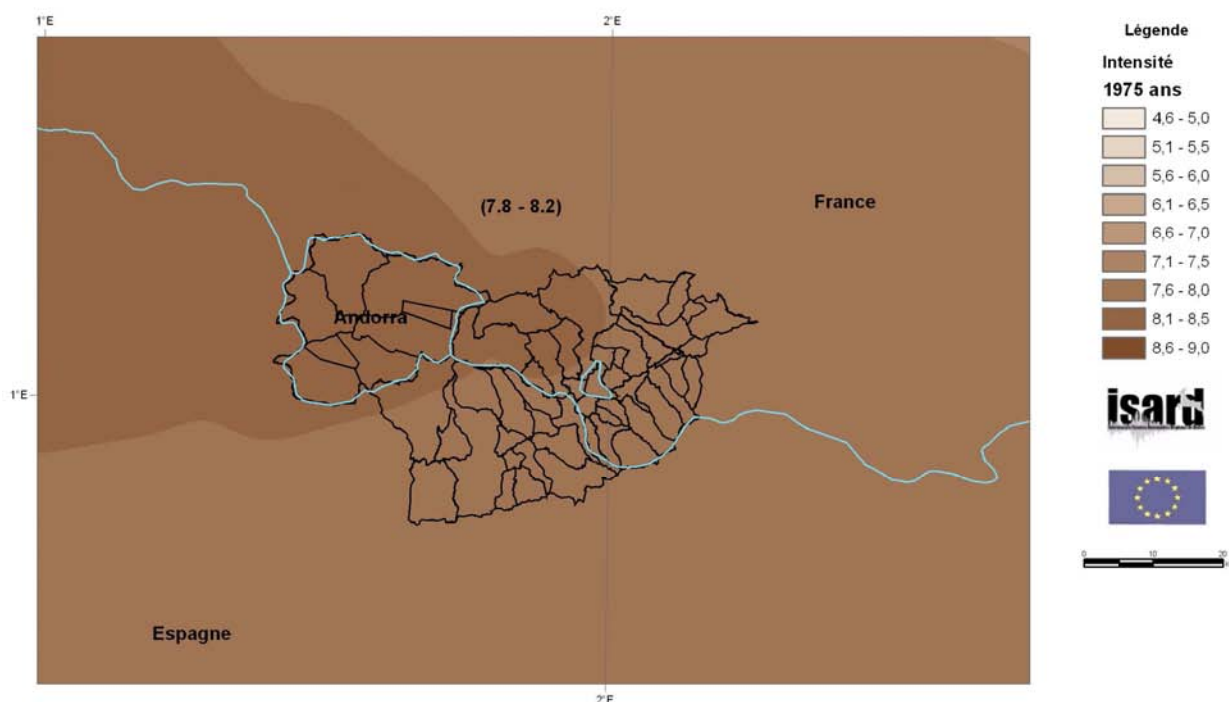 1°E
2°E
Légende
Intensité
1975 ans
4,6 - 5,0
5,1 - 5,5
5,6 - 6,0
6,1 - 6,5
6,6 - 7,0
7,1 - 7,5
7,6 - 8,0
8,1 - 8,5
8,6 - 9,0
(7.8 - 8.2)
France
Andorra
1°E
isard
0
10
20
Espagne
2°E